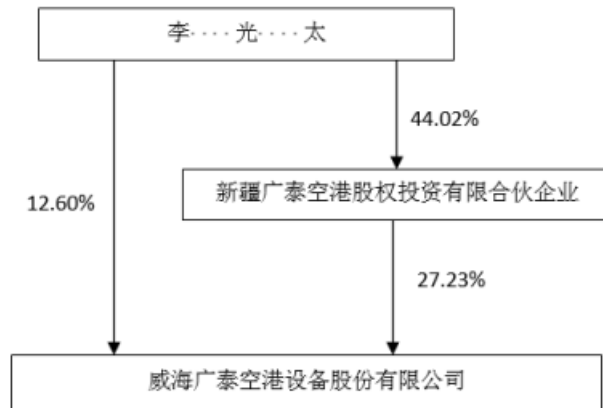 李····光····太
44.02%
新疆广泰空港股权投资有限合伙企业
12.60%
27.23%
威海广泰空港设备股份有限公司